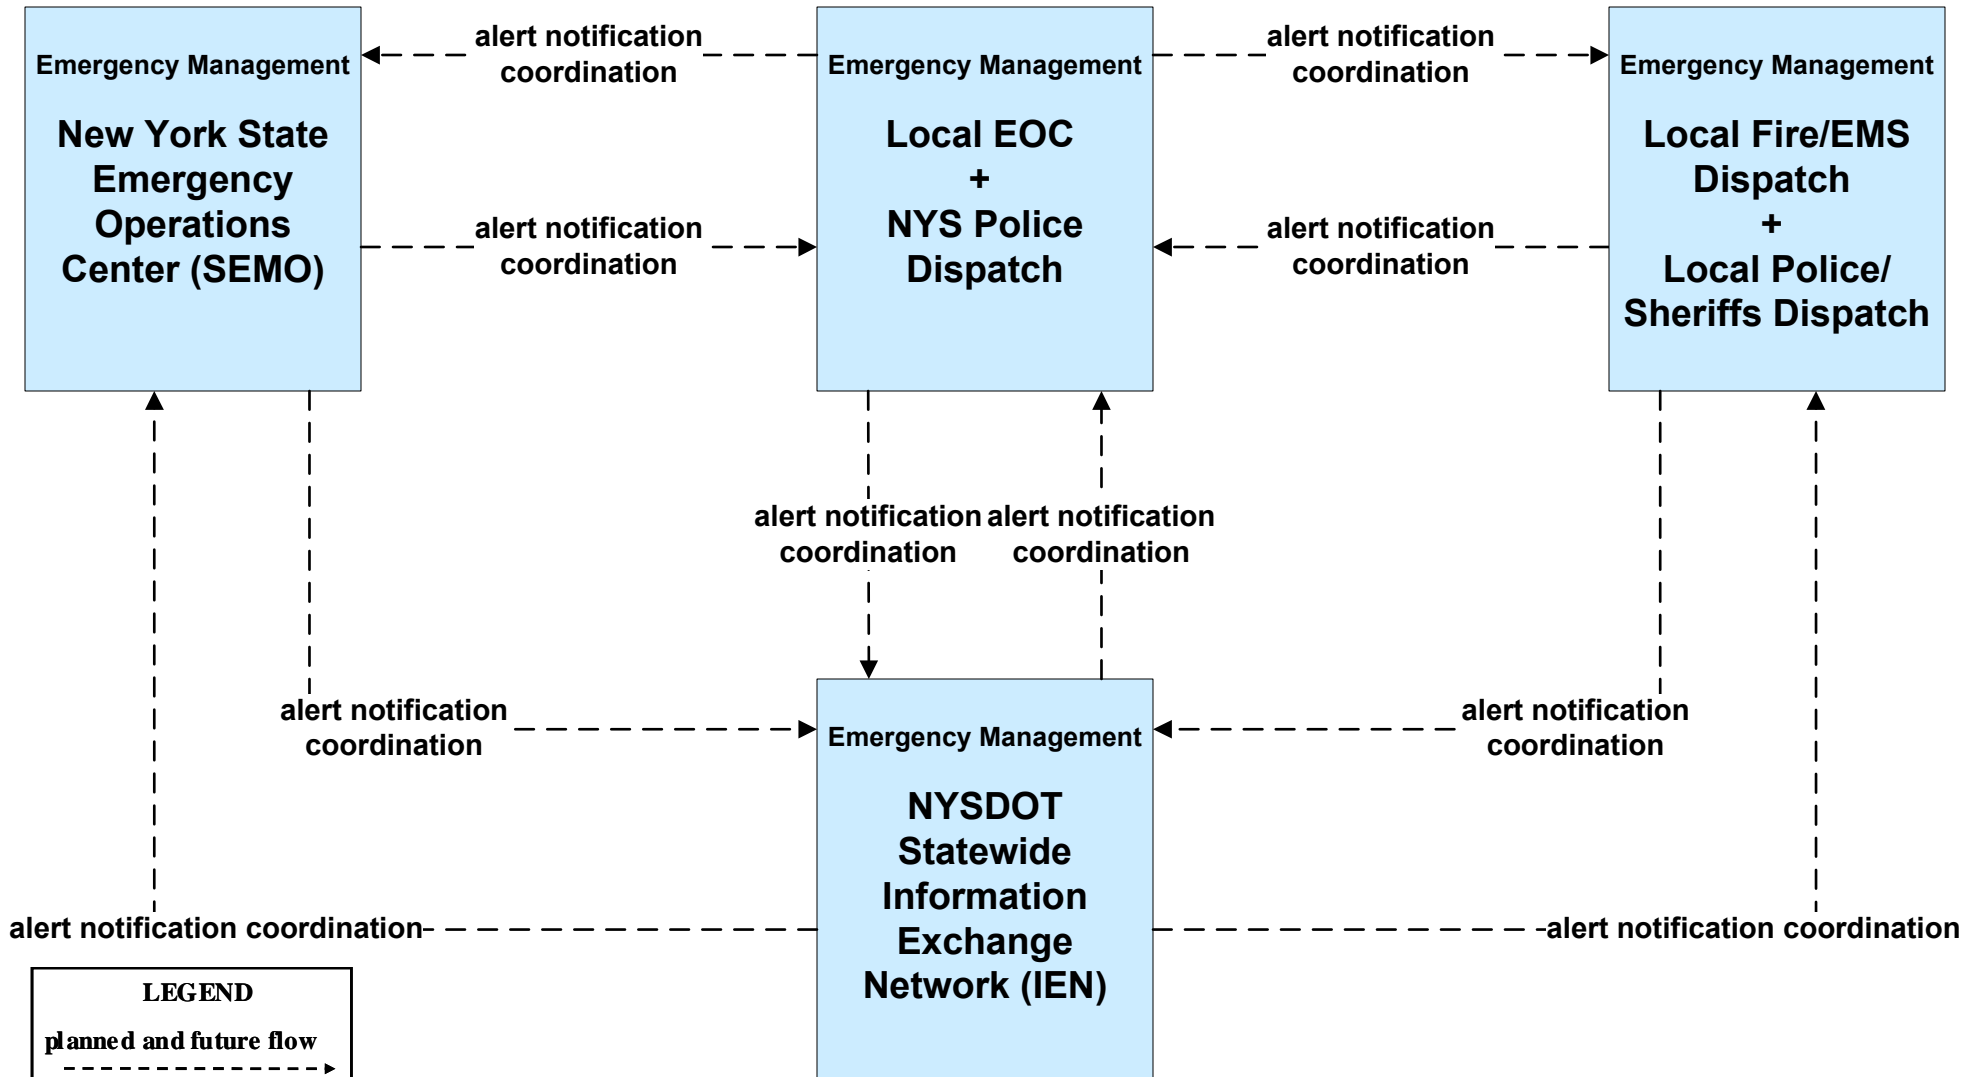 Emergency Management
New York State
Emergency
Operations
Center (SEMO)
alert notification
coordination
alert notification
coordination
Emergency Management
Local EOC
+
NYS Police
Dispatch
alert notification
coordination
alert notification
coordination
Emergency Management
Local Fire/EMS
Dispatch
+
Local Police/
Sheriffs Dispatch
alert notification
coordination
alert notification
coordination
alert notification
coordination
alert notification
coordination
Emergency Management
NYSDOT
Statewide
Information
Exchange
Network (IEN)
alert notification coordination
alert notification coordination
LEGEND
planned and future flow